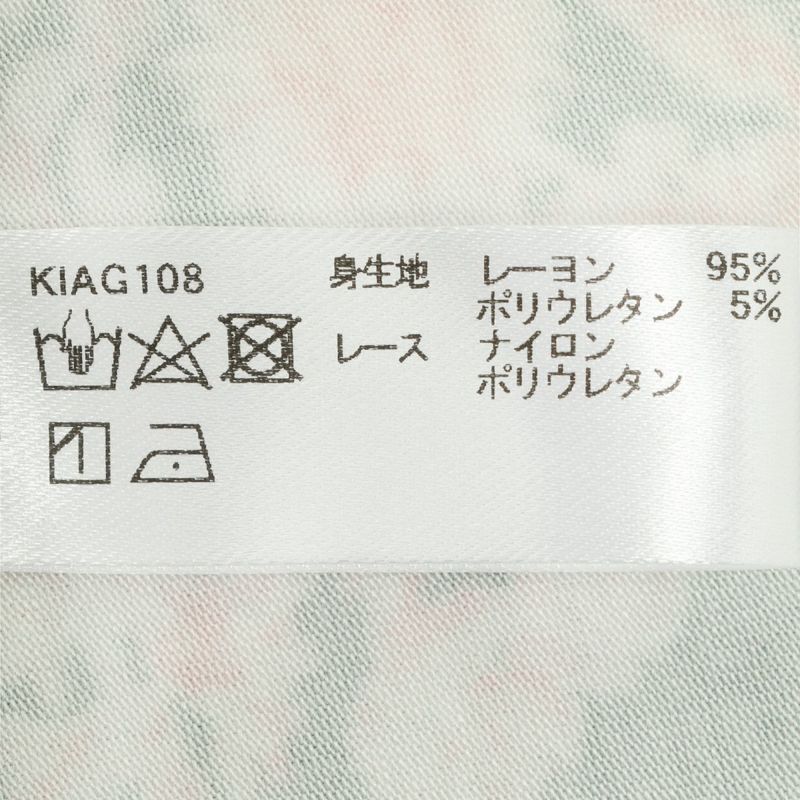 KIAG108 身生地 レーヨン 95%
ポリウレタン 5%
レース ナイロン
ポリウレタン